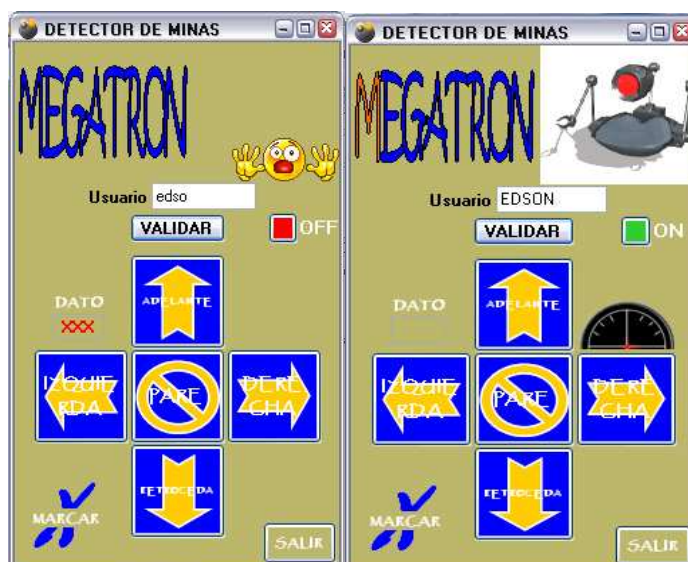 DETECTOR DE MINAS
MEGATRON
Usuario edso
VALIDAR
OFF
ADELANTE
DATO
XXX
IZQUIE
RDA
PARE
DERE
CHA
RETROCEDA
MARCAR
SALIR
DETECTOR DE MINAS
MEGATRON
Usuario EDSON
VALIDAR
ON
ADELANTE
DATO
IZQUIE
RDA
PARE
DERE
CHA
RETROCEDA
MARCAR
SALIR